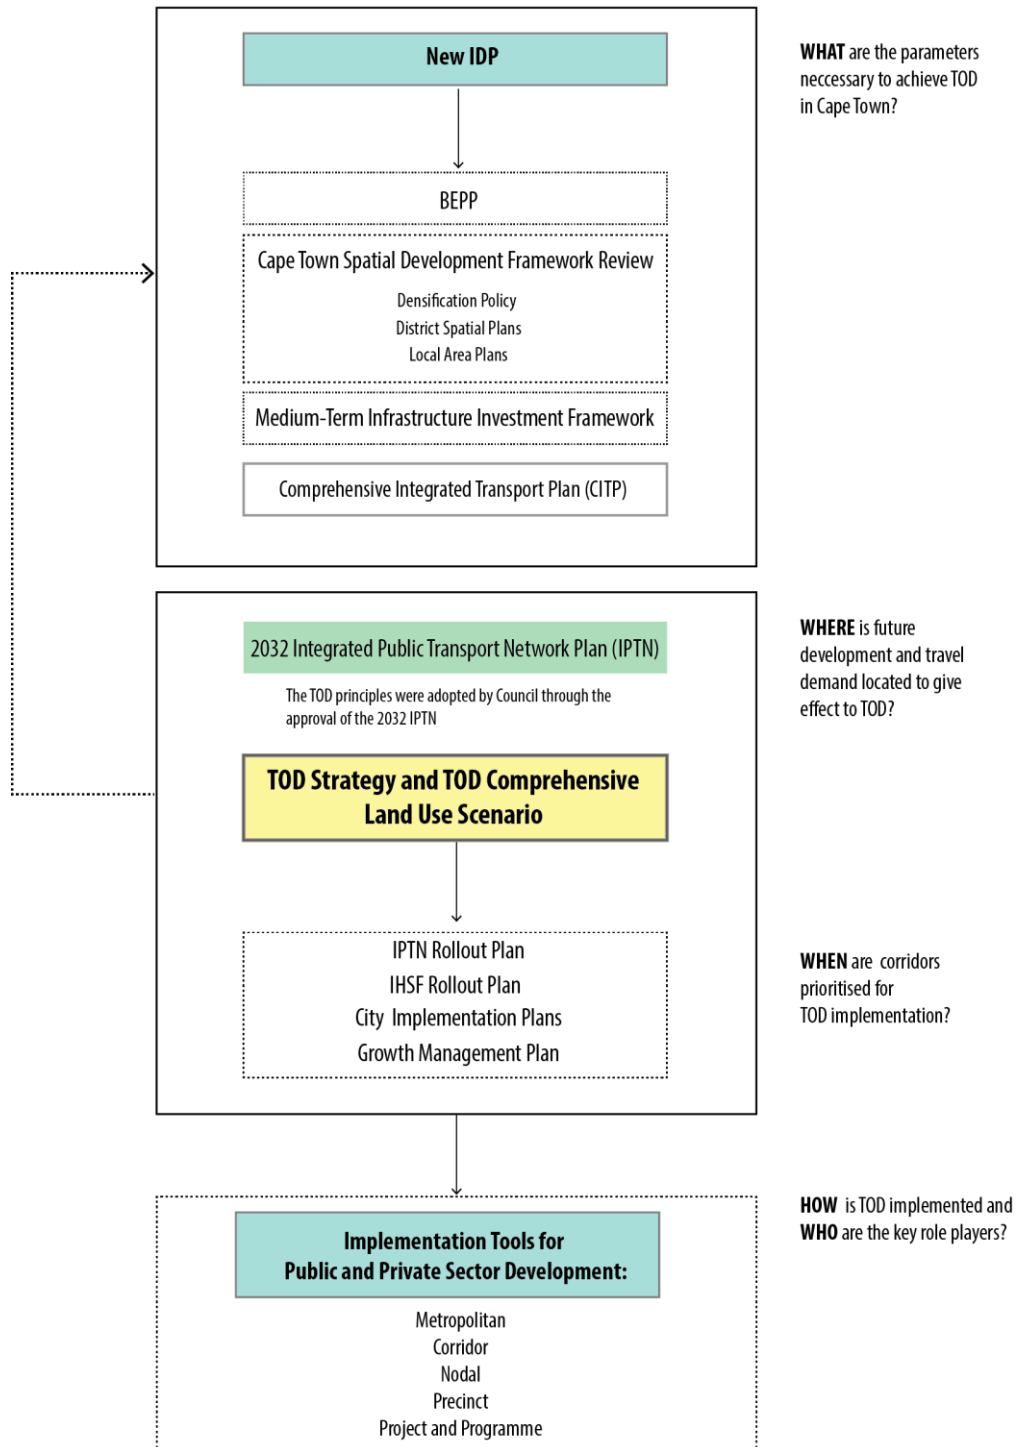 New IDP
WHAT are the parameters
neccessary to achieve TOD
in Cape Town?
BEPP
Cape Town Spatial Development Framework Review
Densification Policy
District Spatial Plans
Local Area Plans
Medium-Term Infrastructure Investment Framework
Comprehensive Integrated Transport Plan (CITP)
2032 Integrated Public Transport Network Plan (IPTN)
The TOD principles were adopted by Council through the
approval of the 2032 IPTN
WHERE is future
development and travel
demand located to give
effect to TOD?
TOD Strategy and TOD Comprehensive
Land Use Scenario
IPTN Rollout Plan
IHSF Rollout Plan
City Implementation Plans
Growth Management Plan
WHEN are corridors
prioritised for
TOD implementation?
HOW is TOD implemented and
WHO are the key role players?
Implementation Tools for
Public and Private Sector Development:
Metropolitan
Corridor
Nodal
Precinct
Project and Programme